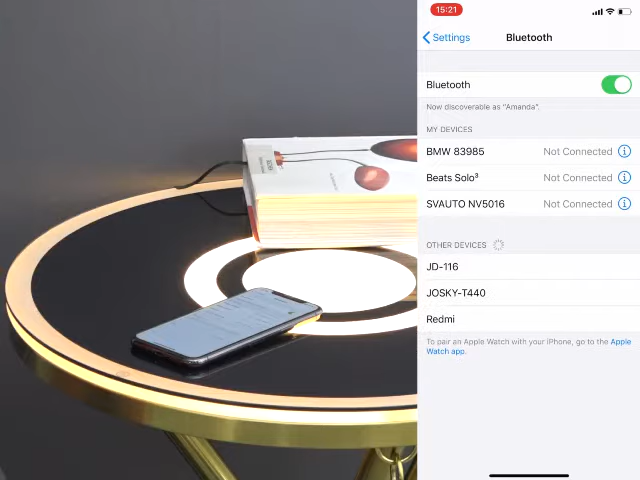 15:21
Settings
Bluetooth
Bluetooth
Now discoverable as "Amanda".
MY DEVICES
BMW 83985 Not Connected
Beats Solo³ Not Connected
SVAUTO NV5016 Not Connected
OTHER DEVICES
JD-116
JOSKY-T440
Redmi
To pair an Apple Watch with your iPhone, go to the Apple
Watch app.